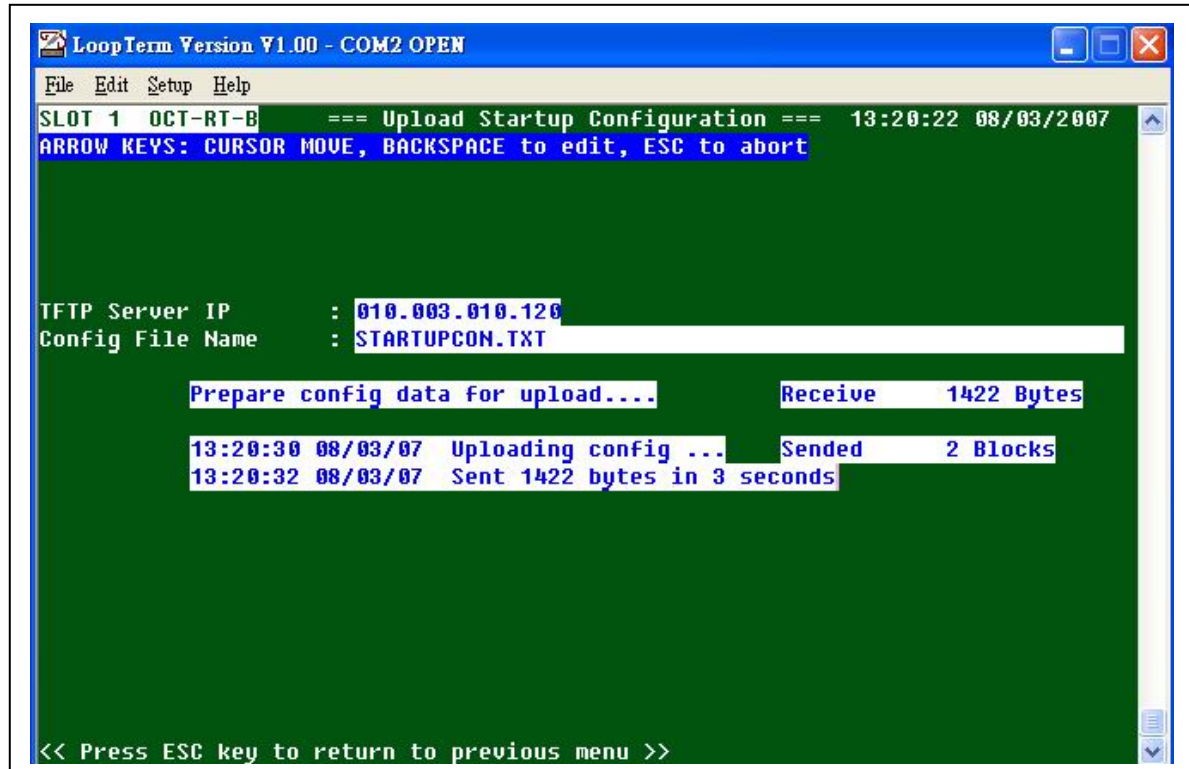 LoopTerm Version V1.00 - COM2 OPEN
File Edit Setup Help
SLOT 1 OCT-RT-B === Upload Startup Configuration === 13:20:22 08/03/2007
ARROW KEYS: CURSOR MOVE, BACKSPACE to edit, ESC to abort
TFTP Server IP : 010.003.010.120
Config File Name : STARTUPCON.TXT
Prepare config data for upload.... Receive 1422 Bytes
13:20:30 08/03/07 Uploading config ... Sended 2 Blocks
13:20:32 08/03/07 Sent 1422 bytes in 3 seconds
<< Press ESC key to return to previous menu >>